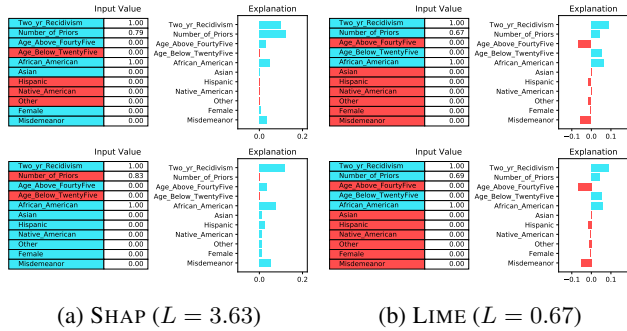 Input Value
Two_yr_Recidivism 1.00
Number_of_Priors 0.79
Age_Above_FourtyFive 0.00
Age_Below_TwentyFive 0.00
African_American 1.00
Asian 0.00
Hispanic 0.00
Native_American 0.00
Other 0.00
Female 0.00
Misdemeanor 0.00
Explanation
Two_yr_Recidivism
Number_of_Priors
Age_Above_FourtyFive
Age_Below_TwentyFive
African_American
Asian
Hispanic
Native_American
Other
Female
Misdemeanor
0.0 0.2
Input Value
Two_yr_Recidivism 1.00
Number_of_Priors 0.67
Age_Above_FourtyFive 0.00
Age_Below_TwentyFive 0.00
African_American 1.00
Asian 0.00
Hispanic 0.00
Native_American 0.00
Other 0.00
Female 0.00
Misdemeanor 0.00
Explanation
Two_yr_Recidivism
Number_of_Priors
Age_Above_FourtyFive
Age_Below_TwentyFive
African_American
Asian
Hispanic
Native_American
Other
Female
Misdemeanor
−0.1 0.0 0.1
Input Value
Two_yr_Recidivism 1.00
Number_of_Priors 0.83
Age_Above_FourtyFive 0.00
Age_Below_TwentyFive 0.00
African_American 1.00
Asian 0.00
Hispanic 0.00
Native_American 0.00
Other 0.00
Female 0.00
Misdemeanor 0.00
Explanation
Two_yr_Recidivism
Number_of_Priors
Age_Above_FourtyFive
Age_Below_TwentyFive
African_American
Asian
Hispanic
Native_American
Other
Female
Misdemeanor
0.0 0.2
Input Value
Two_yr_Recidivism 1.00
Number_of_Priors 0.69
Age_Above_FourtyFive 0.00
Age_Below_TwentyFive 0.00
African_American 1.00
Asian 0.00
Hispanic 0.00
Native_American 0.00
Other 0.00
Female 0.00
Misdemeanor 0.00
Explanation
Two_yr_Recidivism
Number_of_Priors
Age_Above_FourtyFive
Age_Below_TwentyFive
African_American
Asian
Hispanic
Native_American
Other
Female
Misdemeanor
−0.1 0.0 0.1
(a) SHAP (L = 3.63)
(b) LIME (L = 0.67)